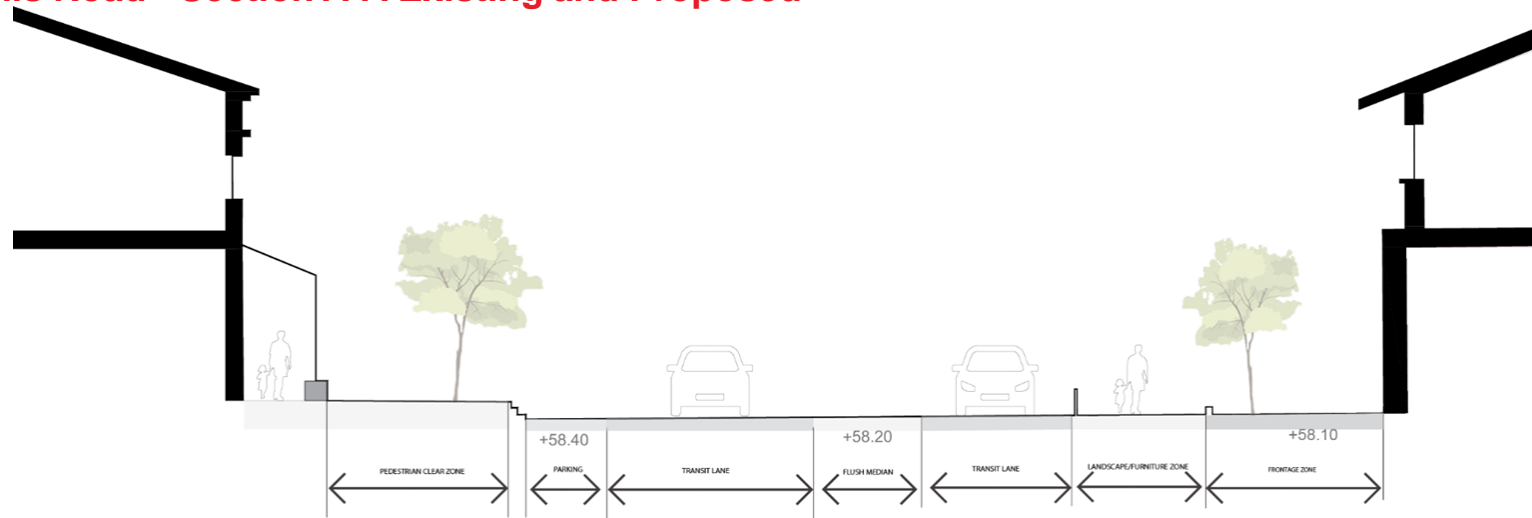 Road - Section Existing and Proposed
+58.40
+58.20
+58.10
PEDESTRIAN CLEAR ZONE
PARKING
TRANSIT LANE
FLUSH MEDIAN
TRANSIT LANE
LANDSCAPE/FURNITURE ZONE
FRONTAGE ZONE